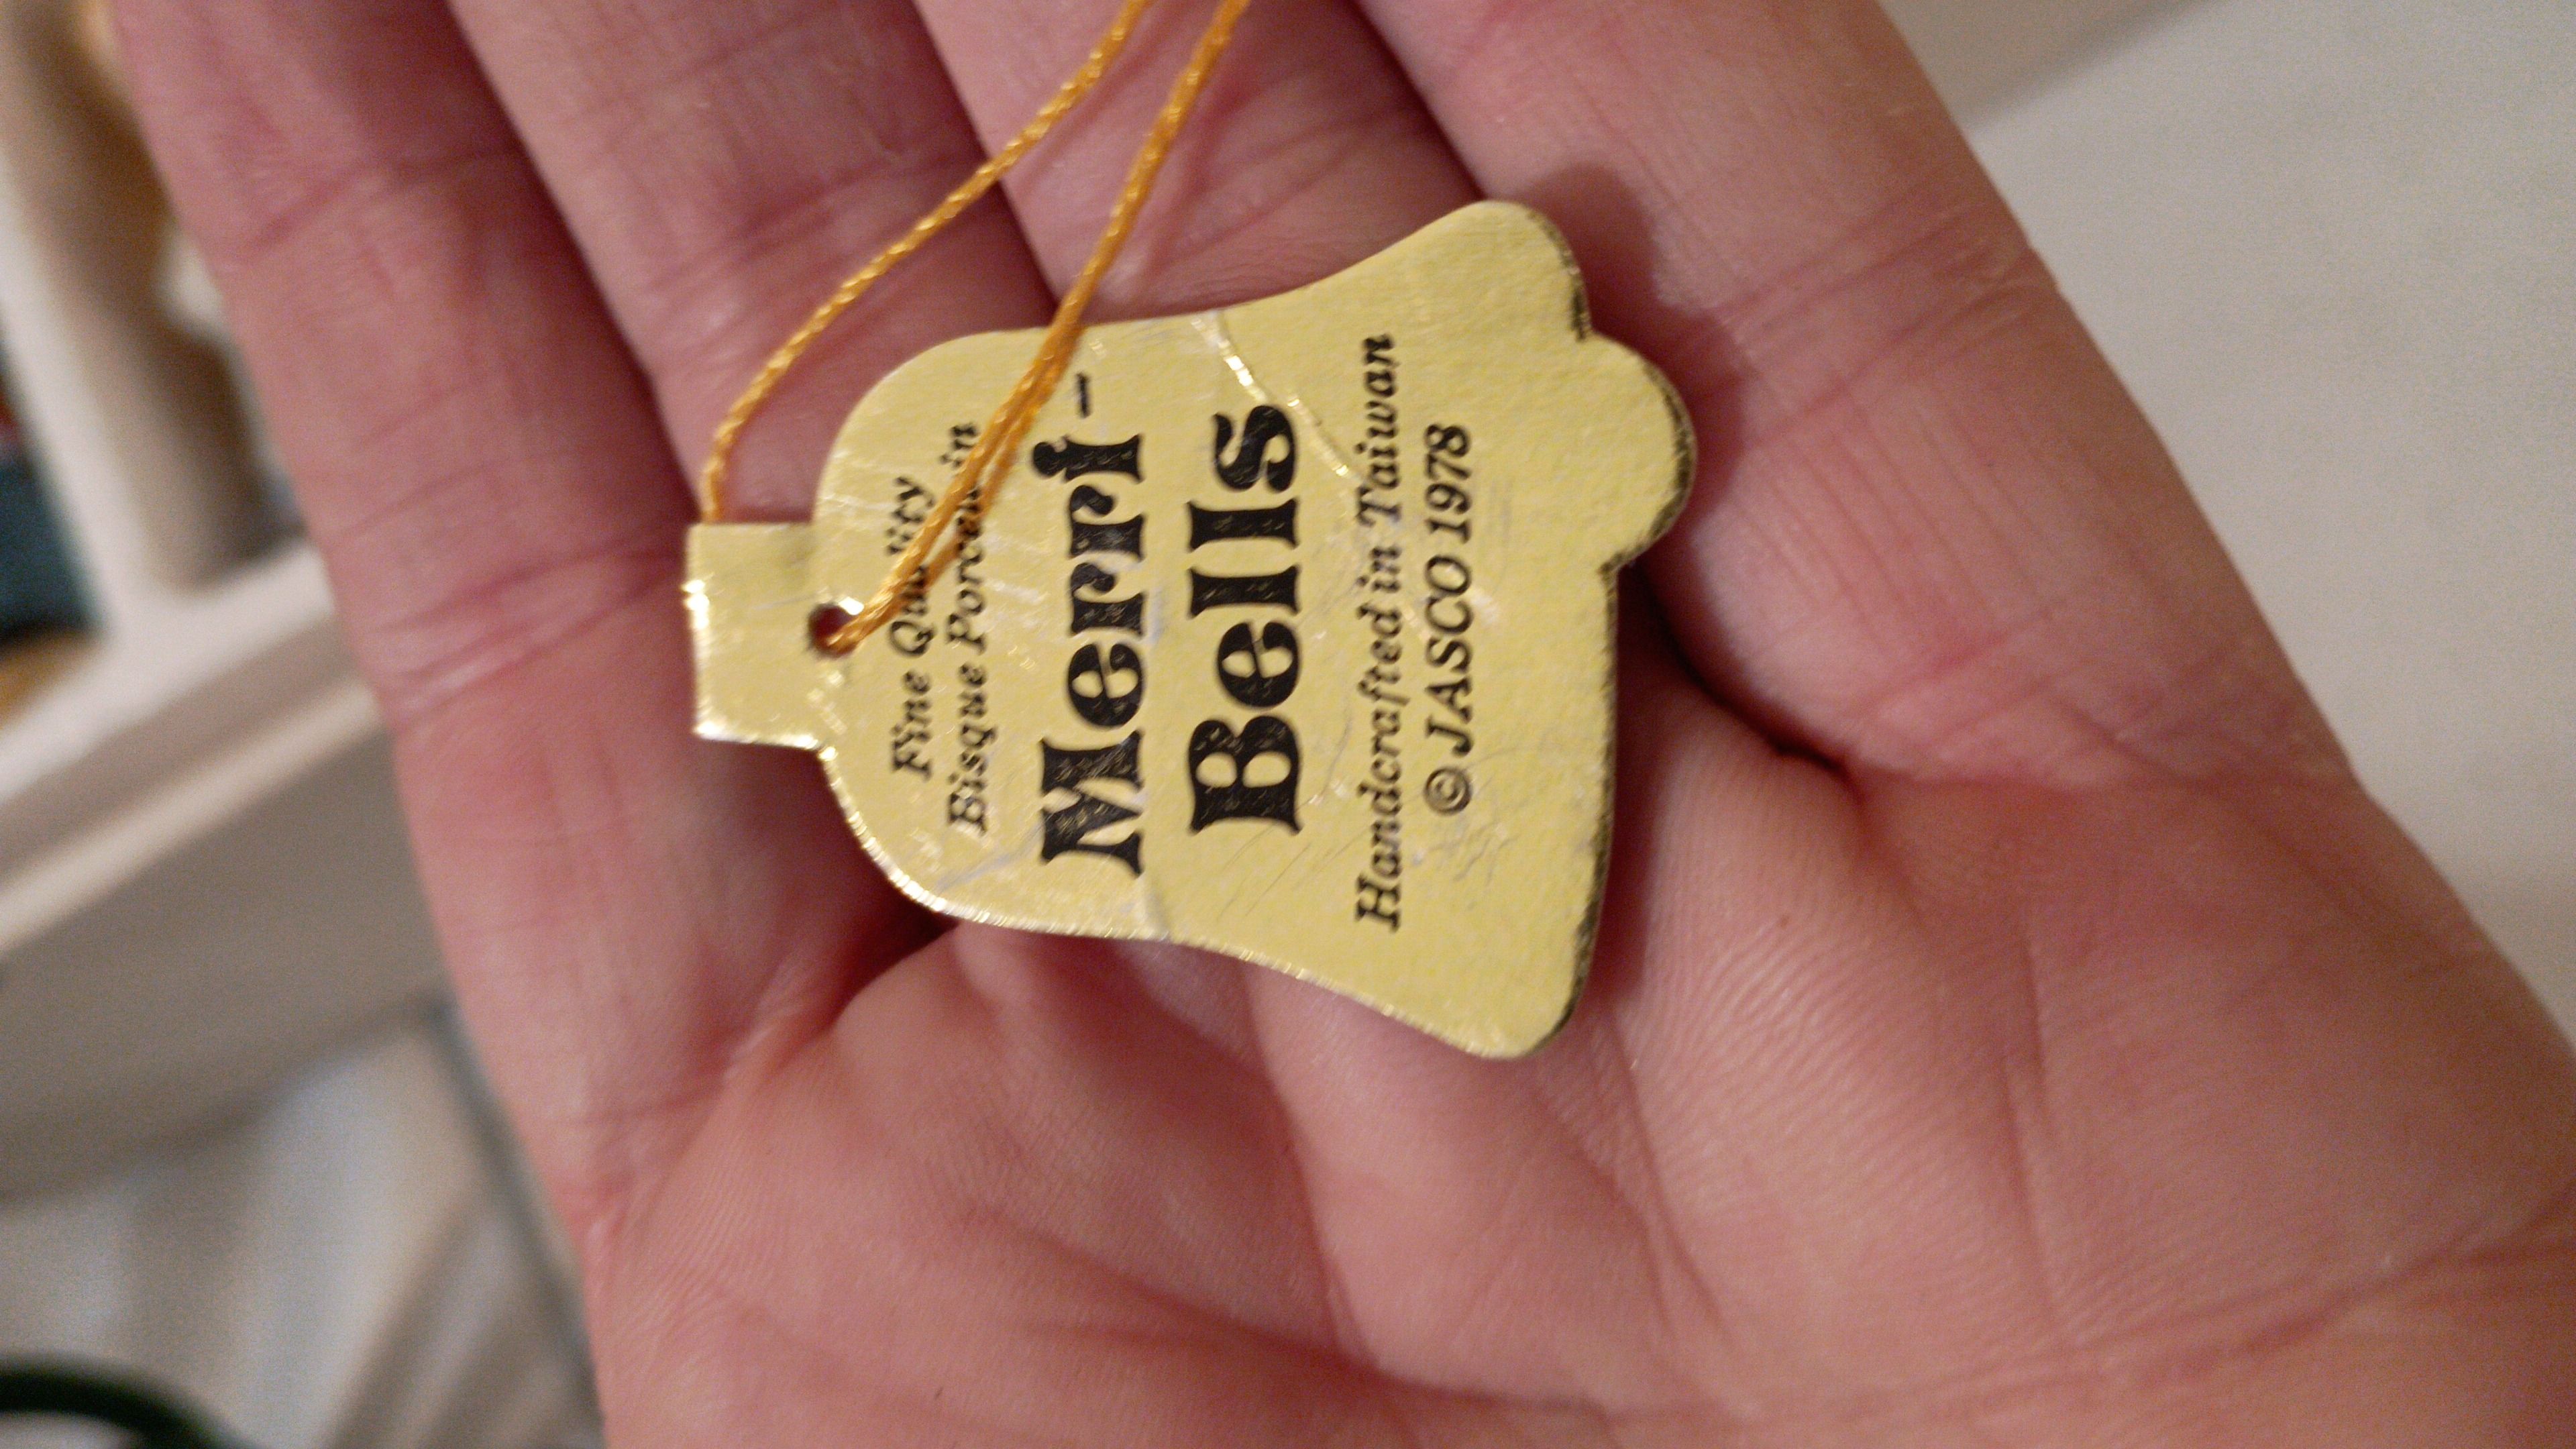 Fine Quality
Bisque Porcelain
Merri-
Bells
Handcrafted in Taiwan
© JASCO 1978